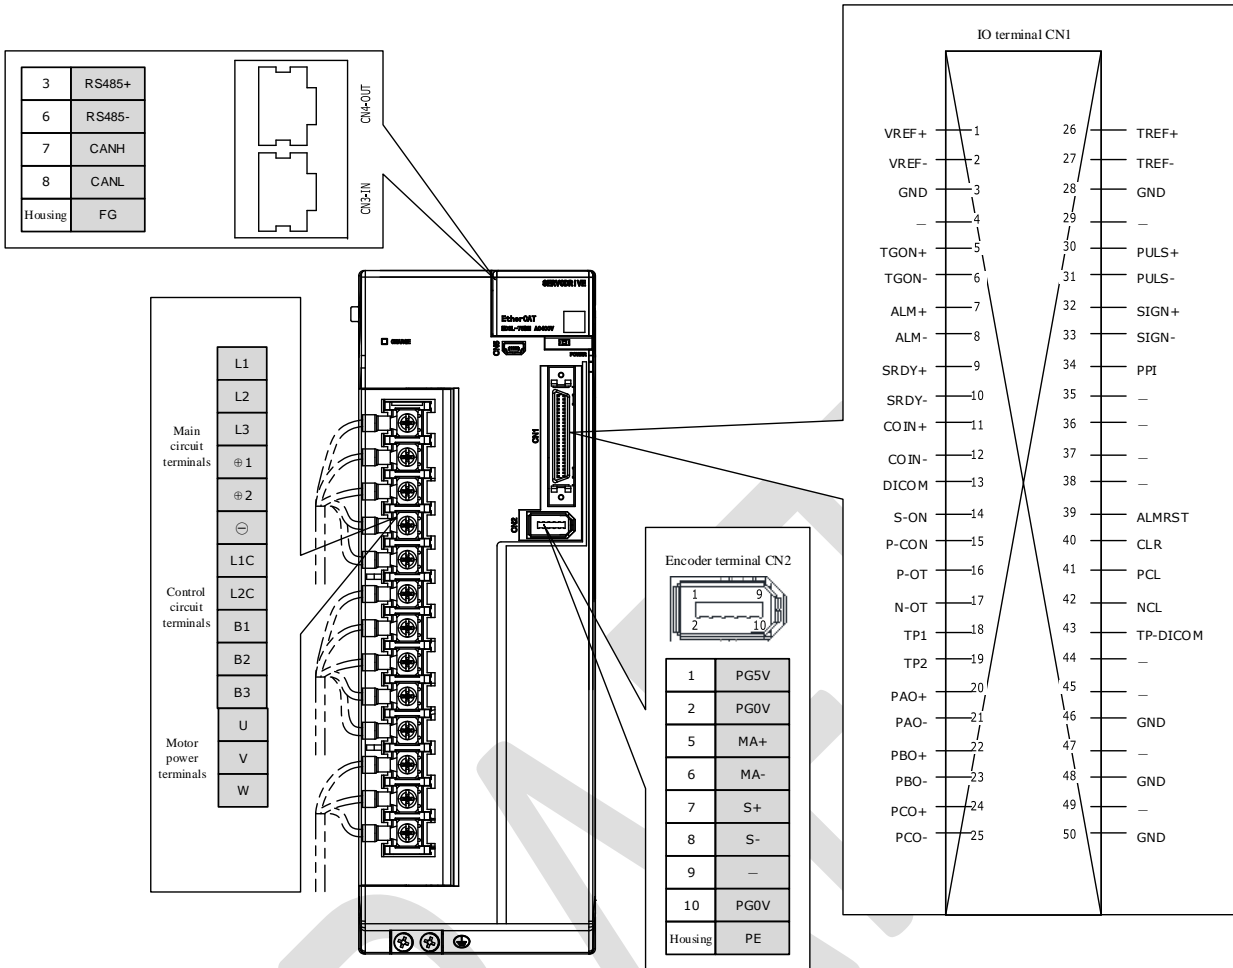 IO terminal CN1
3 RS485+
6 RS485-
7 CANH
8 CANL
Housing FG
CN4-OUT
CN3-IN
VREF+ 1 26 TREF+
VREF- 2 27 TREF-
GND 3 28 GND
— 4 29 —
TGON+ 5 30 PULS+
TGON- 6 31 PULS-
ALM+ 7 32 SIGN+
ALM- 8 33 SIGN-
SRDY+ 9 34 PPI
SRDY- 10 35 —
COIN+ 11 36 —
COIN- 12 37 —
DICOM 13 38 —
S-ON 14 39 ALMRST
P-CON 15 40 CLR
P-OT 16 41 PCL
N-OT 17 42 NCL
TP1 18 43 TP-DICOM
TP2 19 44 —
PAO+ 20 45 —
PAO- 21 46 GND
PBO+ 22 47 —
PBO- 23 48 GND
PCO+ 24 49 —
PCO- 25 50 GND
SERVODRIVE
EtherCAT
CHARGE
CN5
POWER
CN1
CN2
Main
circuit
terminals
L1
L2
L3
⊕1
⊕2
⊖
Control
circuit
terminals
L1C
L2C
B1
B2
B3
Motor
power
terminals
U
V
W
Encoder terminal CN2
1 9
2 10
1 PG5V
2 PG0V
5 MA+
6 MA-
7 S+
8 S-
9 —
10 PG0V
Housing PE